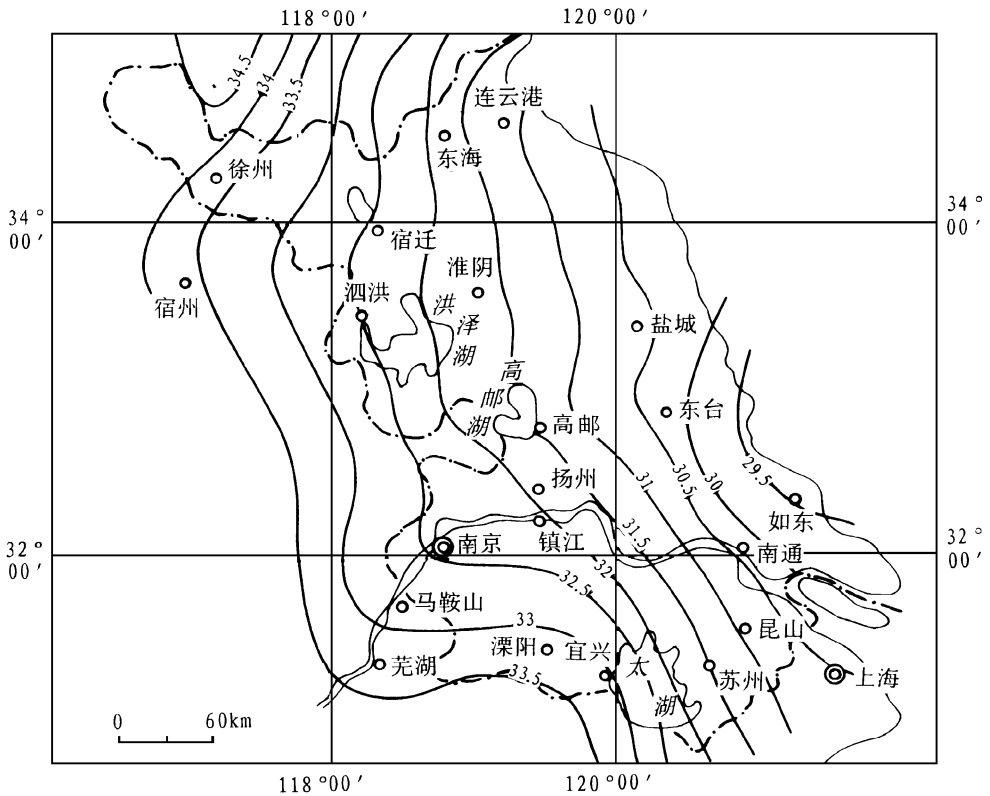 118°00′
120°00′
34.5
34
33.5
连云港
东海
徐州
34°
00′
34°
00′
宿迁
淮阴
泗洪
宿州
洪
泽
湖
盐城
高
邮
湖
高邮
东台
扬州
31
30.5
30
29.5
如东
31.5
32°
00′
南京
镇江
南通
32°
00′
32
32.5
马鞍山
33
溧阳
宜兴
昆山
芜湖
33.5
太
湖
苏州
上海
0
60km
118°00′
120°00′